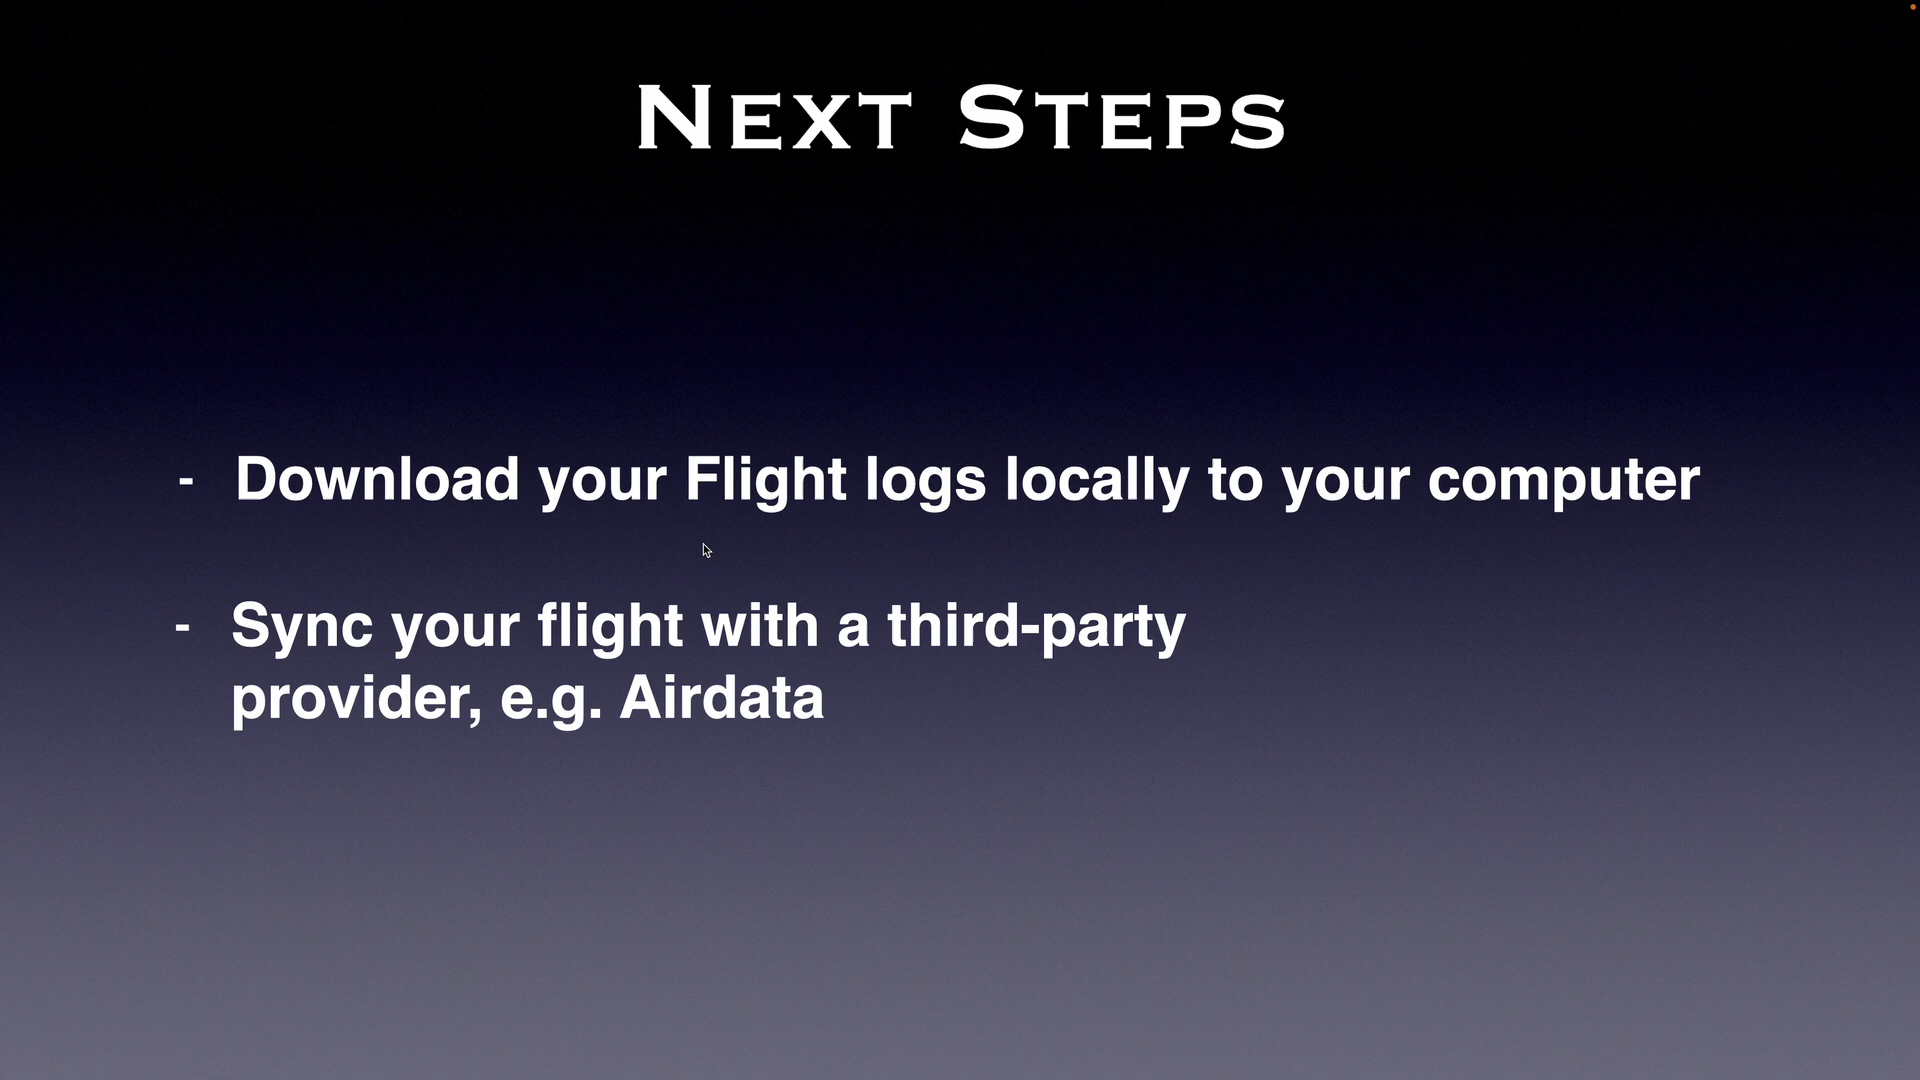 Next Steps
- Download your Flight logs locally to your computer
- Sync your flight with a third-party
provider, e.g. Airdata